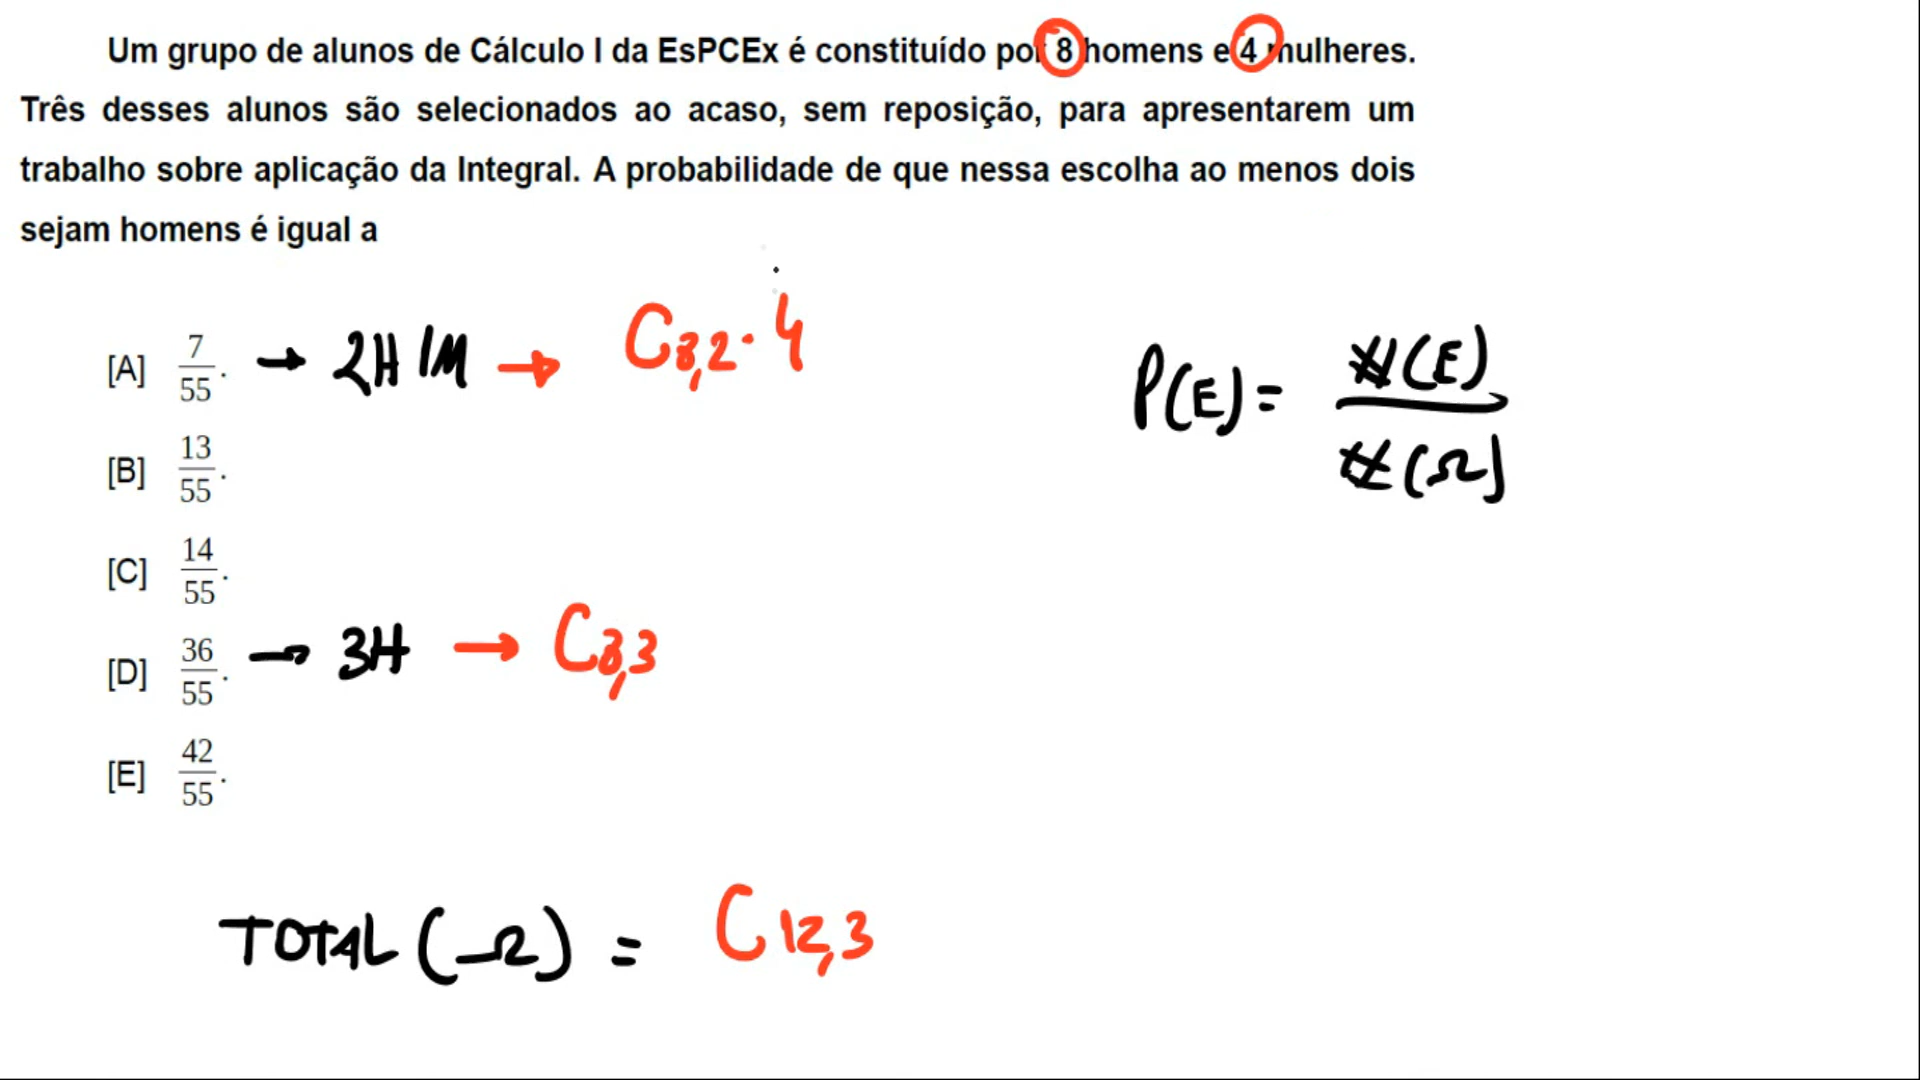 Um grupo de alunos de Cálculo I da EsPCEx é constituído por 8 homens e 4 mulheres.
Três desses alunos são selecionados ao acaso, sem reposição, para apresentarem um
trabalho sobre aplicação da Integral. A probabilidade de que nessa escolha ao menos dois
sejam homens é igual a
[A] 7/55. → 2H 1M → C8,2 · 4
P(E) = #(E)/#(Ω)
[B] 13/55.
[C] 14/55.
[D] 36/55. → 3H → C8,3
[E] 42/55.
TOTAL (Ω) = C12,3